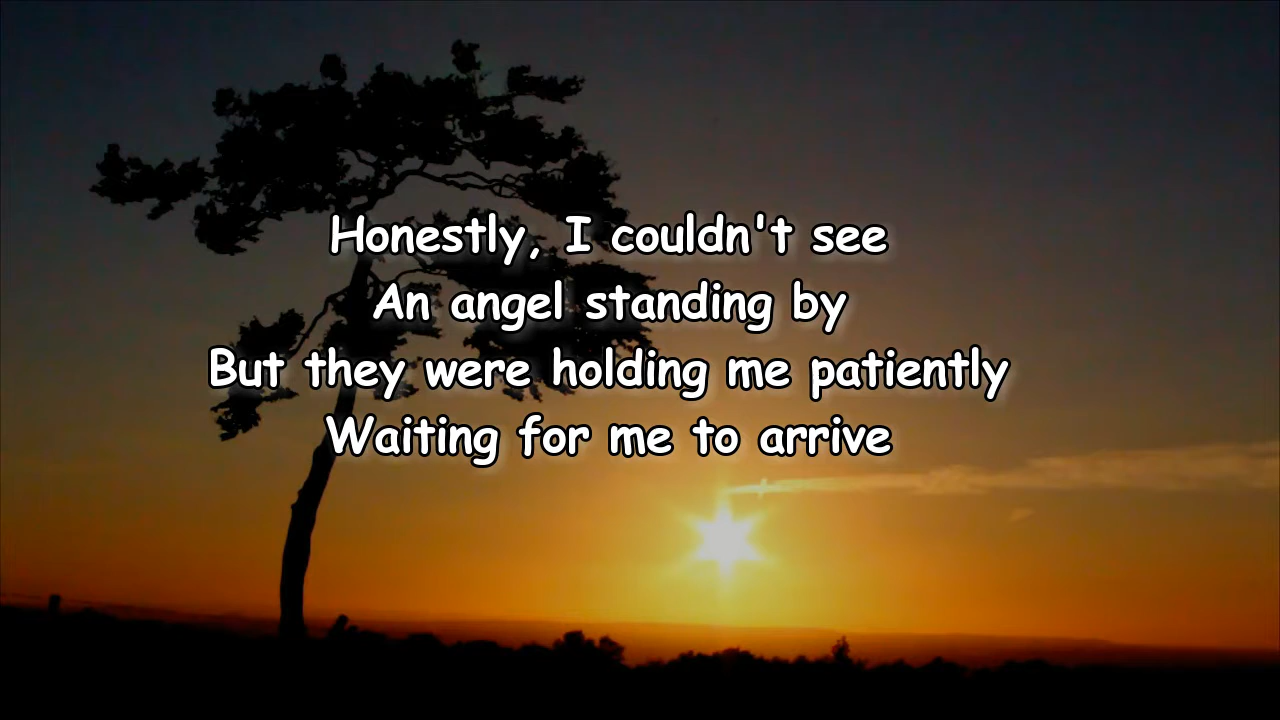 Honestly, I couldn't see
An angel standing by
But they were holding me patiently
Waiting for me to arrive